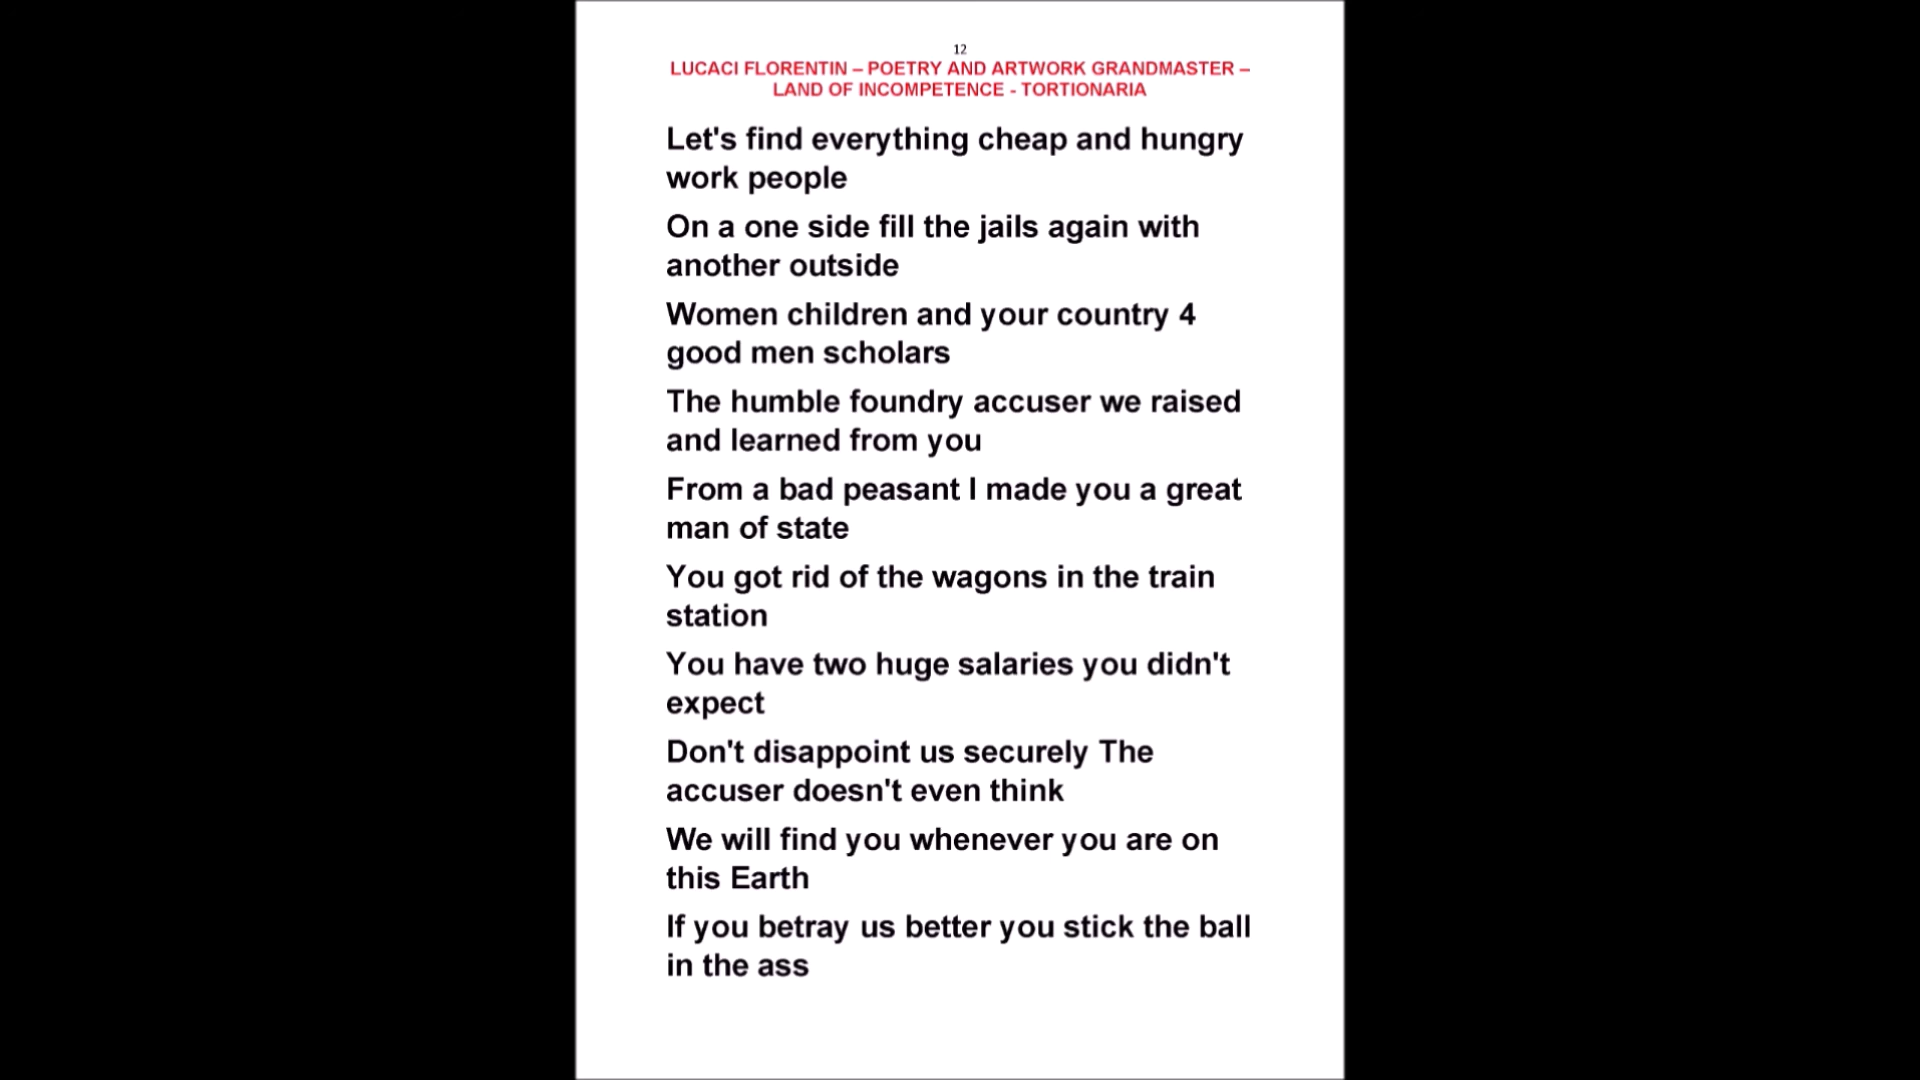 12
LUCACI FLORENTIN – POETRY AND ARTWORK GRANDMASTER –
LAND OF INCOMPETENCE - TORTIONARIA
Let's find everything cheap and hungry
work people
On a one side fill the jails again with
another outside
Women children and your country 4
good men scholars
The humble foundry accuser we raised
and learned from you
From a bad peasant I made you a great
man of state
You got rid of the wagons in the train
station
You have two huge salaries you didn't
expect
Don't disappoint us securely The
accuser doesn't even think
We will find you whenever you are on
this Earth
If you betray us better you stick the ball
in the ass